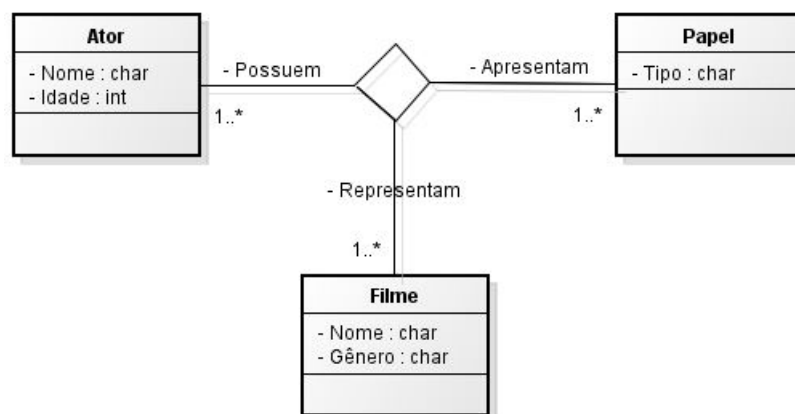 Ator
- Nome : char
- Idade : int
- Possuem
1..*
- Apresentam
1..*
Papel
- Tipo : char
- Representam
1..*
Filme
- Nome : char
- Gênero : char